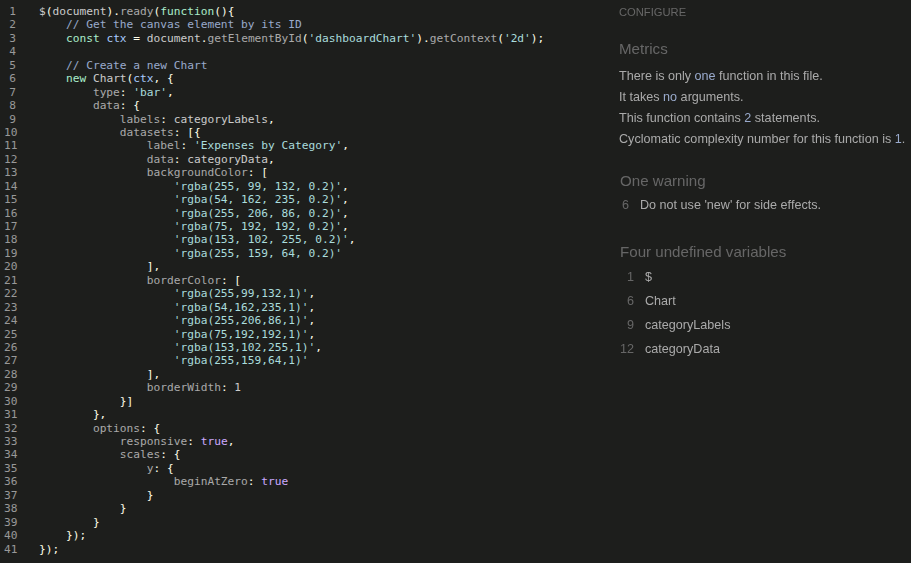 1 $(document).ready(function(){
2 // Get the canvas element by its ID
3 const ctx = document.getElementById('dashboardChart').getContext('2d');
4
5 // Create a new Chart
6 new Chart(ctx, {
7 type: 'bar',
8 data: {
9 labels: categoryLabels,
10 datasets: [{
11 label: 'Expenses by Category',
12 data: categoryData,
13 backgroundColor: [
14 'rgba(255, 99, 132, 0.2)',
15 'rgba(54, 162, 235, 0.2)',
16 'rgba(255, 206, 86, 0.2)',
17 'rgba(75, 192, 192, 0.2)',
18 'rgba(153, 102, 255, 0.2)',
19 'rgba(255, 159, 64, 0.2)'
20 ],
21 borderColor: [
22 'rgba(255,99,132,1)',
23 'rgba(54,162,235,1)',
24 'rgba(255,206,86,1)',
25 'rgba(75,192,192,1)',
26 'rgba(153,102,255,1)',
27 'rgba(255,159,64,1)'
28 ],
29 borderWidth: 1
30 }]
31 },
32 options: {
33 responsive: true,
34 scales: {
35 y: {
36 beginAtZero: true
37 }
38 }
39 }
40 });
41 });
CONFIGURE
Metrics
There is only one function in this file.
It takes no arguments.
This function contains 2 statements.
Cyclomatic complexity number for this function is 1.
One warning
6 Do not use 'new' for side effects.
Four undefined variables
1 $
6 Chart
9 categoryLabels
12 categoryData